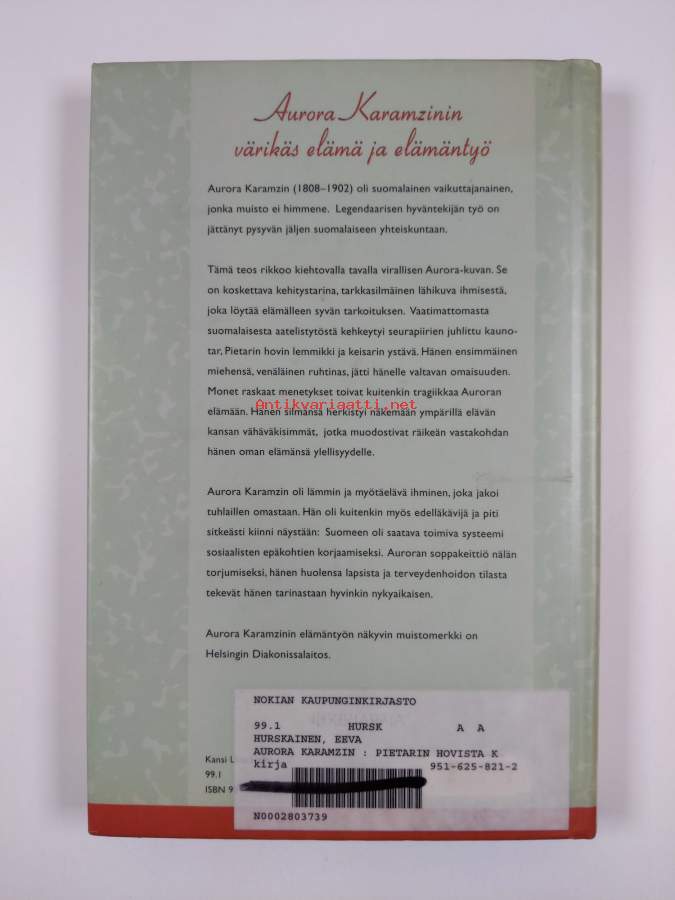 Aurora Karamzinin
värikäs elämä ja elämäntyö
Aurora Karamzin (1808–1902) oli suomalainen vaikuttajanainen,
jonka muisto ei himmene. Legendaarisen hyväntekijän työ on
jättänyt pysyvän jäljen suomalaiseen yhteiskuntaan.
Tämä teos rikkoo kiehtovalla tavalla virallisen Aurora-kuvan. Se
on koskettava kehitystarina, tarkkasilmäinen lähikuva ihmisestä,
joka löytää elämälleen syvän tarkoituksen. Vaatimattomasta
suomalaisesta aatelistytöstä kehkeytyi seurapiirien juhlittu kauno-
tar, Pietarin hovin lemmikki ja keisarin ystävä. Hänen ensimmäinen
miehensä, venäläinen ruhtinas, jätti hänelle valtavan omaisuuden.
Monet raskaat menetykset toivat kuitenkin tragiikkaa Auroran
Antikvariaatti.net
elämään. Hänen silmänsä herkistyi näkemään ympärillä elävän
kansan vähäväkisimmät, jotka muodostivat räikeän vastakohdan
hänen oman elämänsä ylellisyydelle.
Aurora Karamzin oli lämmin ja myötäelävä ihminen, joka jakoi
tuhlaillen omastaan. Hän oli kuitenkin myös edelläkävijä ja piti
sitkeästi kiinni näystään: Suomeen oli saatava toimiva systeemi
sosiaalisten epäkohtien korjaamiseksi. Auroran soppakeittiö nälän
torjumiseksi, hänen huolensa lapsista ja terveydenhoidon tilasta
tekevät hänen tarinastaan hyvinkin nykyaikaisen.
Aurora Karamzinin elämäntyön näkyvin muistomerkki on
Helsingin Diakonissalaitos.
NOKIAN KAUPUNGINKIRJASTO
99.1 HURSK A A
HURSKAINEN, EEVA
AURORA KARAMZIN : PIETARIN HOVISTA K
kirja 951-625-821-2
N0002803739
Kansi L
99.1
ISBN 9